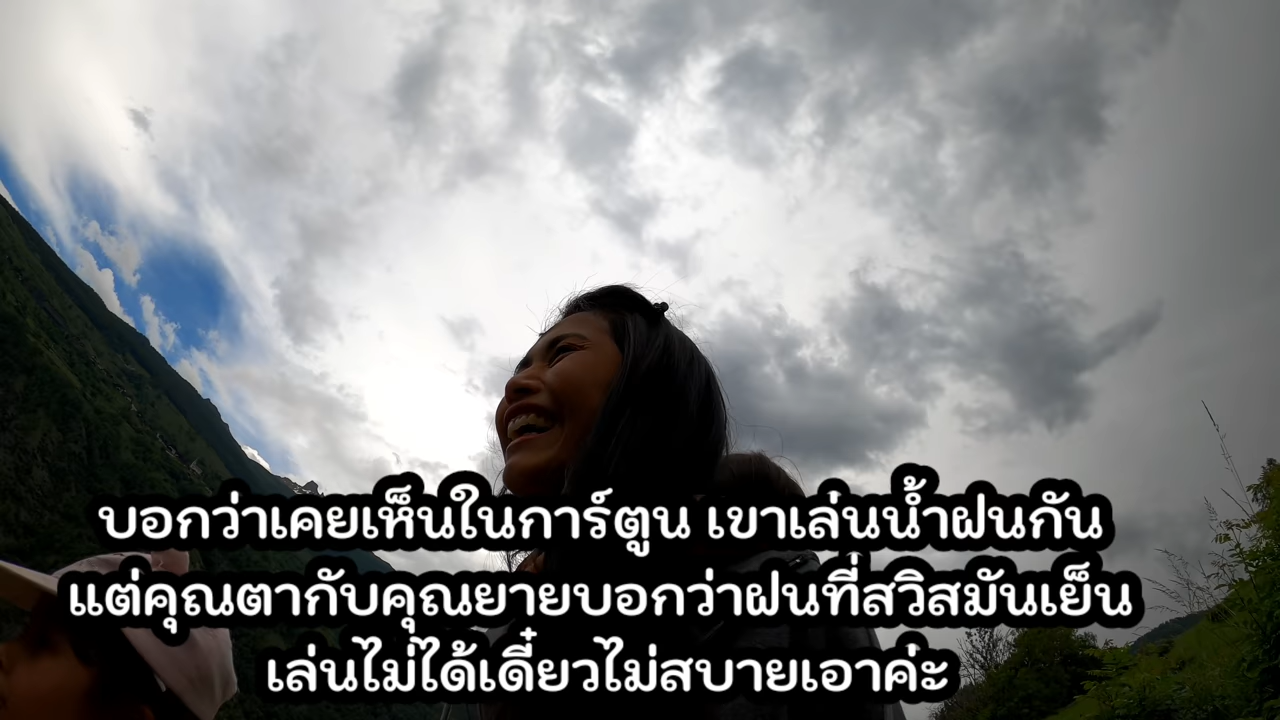 บอกว่าเคยเห็นในการ์ตูน เขาเล่นน้ำฝนกัน
แต่คุณตากับคุณยายบอกว่าฝนที่สวิสมันเย็น
เล่นไม่ได้เดี๋ยวไม่สบายเอาค่ะ